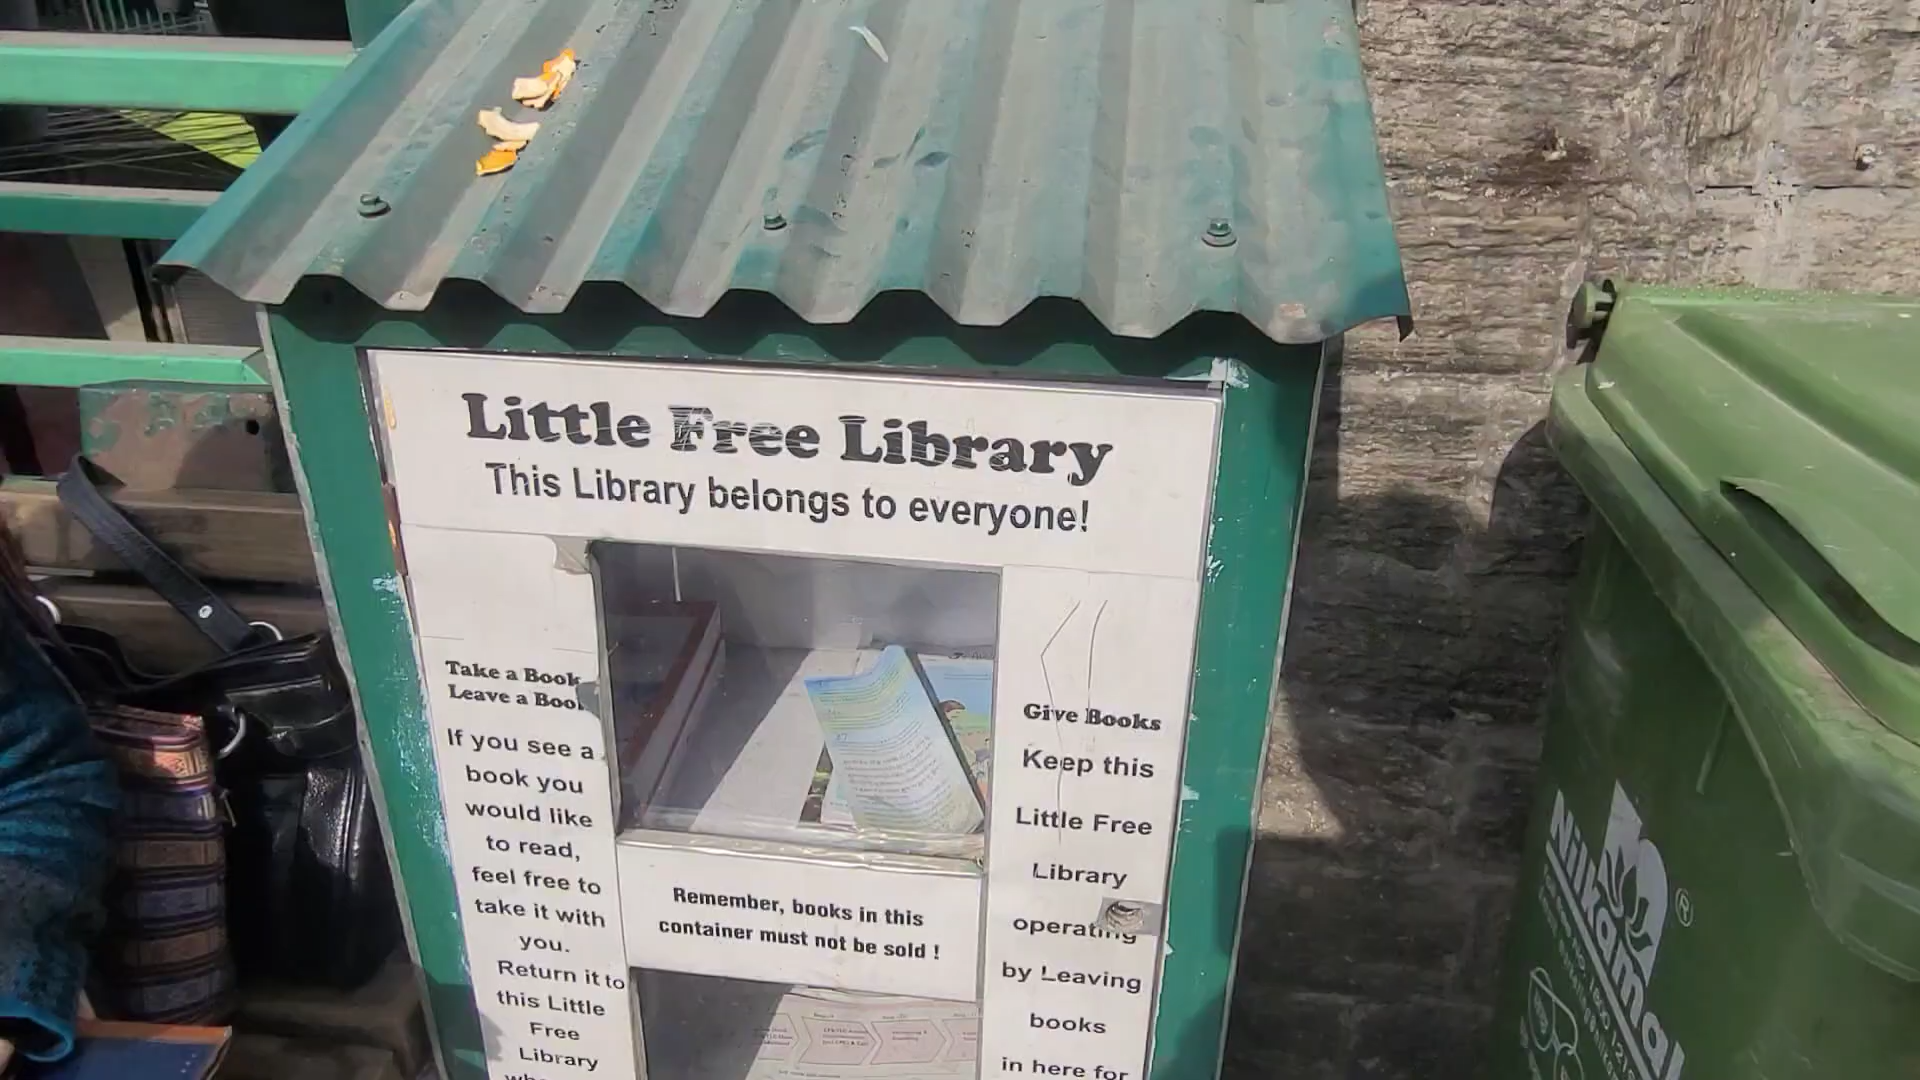 Little Free Library
This Library belongs to everyone!
Take a Book
Leave a Book
If you see a
book you
would like
to read,
feel free to
take it with
you.
Return it to
this Little
Free
Library
Remember, books in this
container must not be sold !
Give Books
Keep this
Little Free
Library
operating
by Leaving
books
in here for
Nilkamal